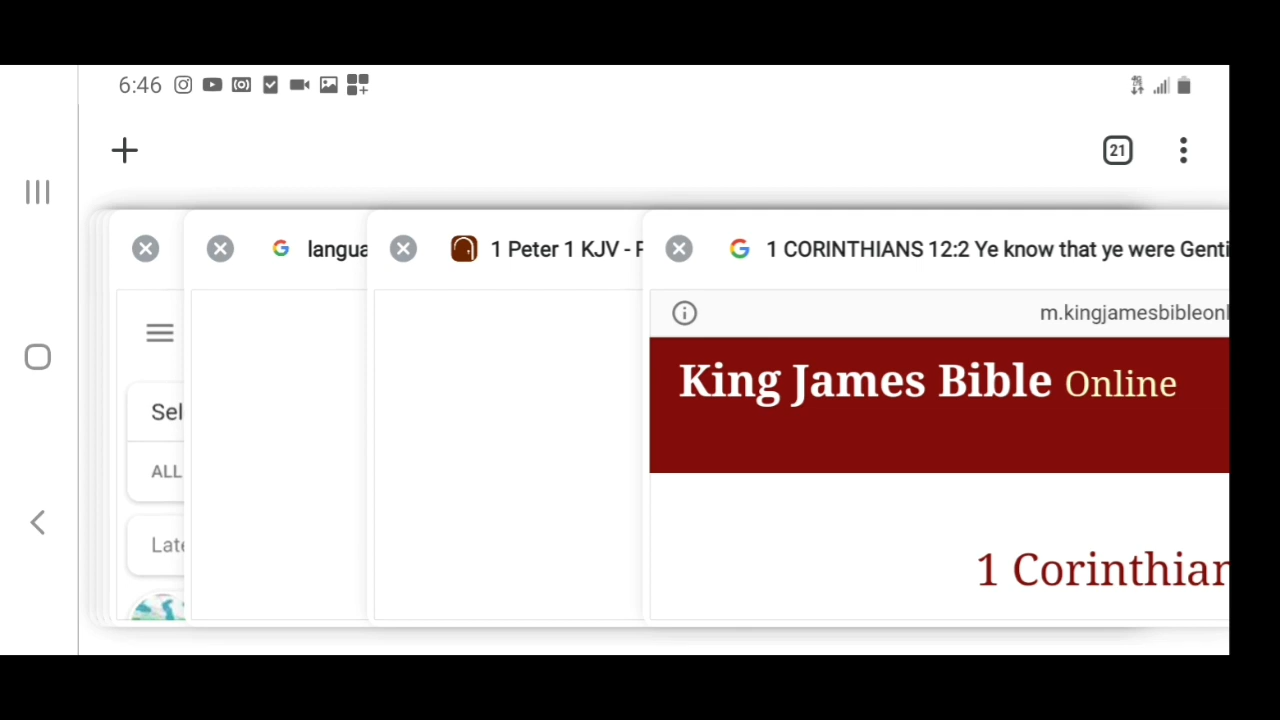 6:46
21
langua
1 Peter 1 KJV - F
1 CORINTHIANS 12:2 Ye know that ye were Genti
m.kingjamesbibleonl
King James Bible Online
Sel
ALL
Late
1 Corinthian